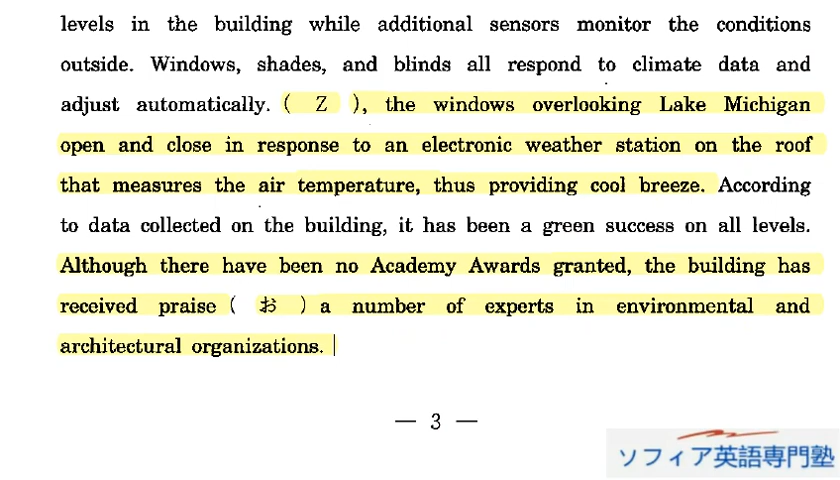 levels in the building while additional sensors monitor the conditions
outside. Windows, shades, and blinds all respond to climate data and
adjust automatically. ( Z ), the windows overlooking Lake Michigan
open and close in response to an electronic weather station on the roof
that measures the air temperature, thus providing cool breeze. According
to data collected on the building, it has been a green success on all levels.
Although there have been no Academy Awards granted, the building has
received praise ( お ) a number of experts in environmental and
architectural organizations.
— 3 —
ソフィア英語専門塾